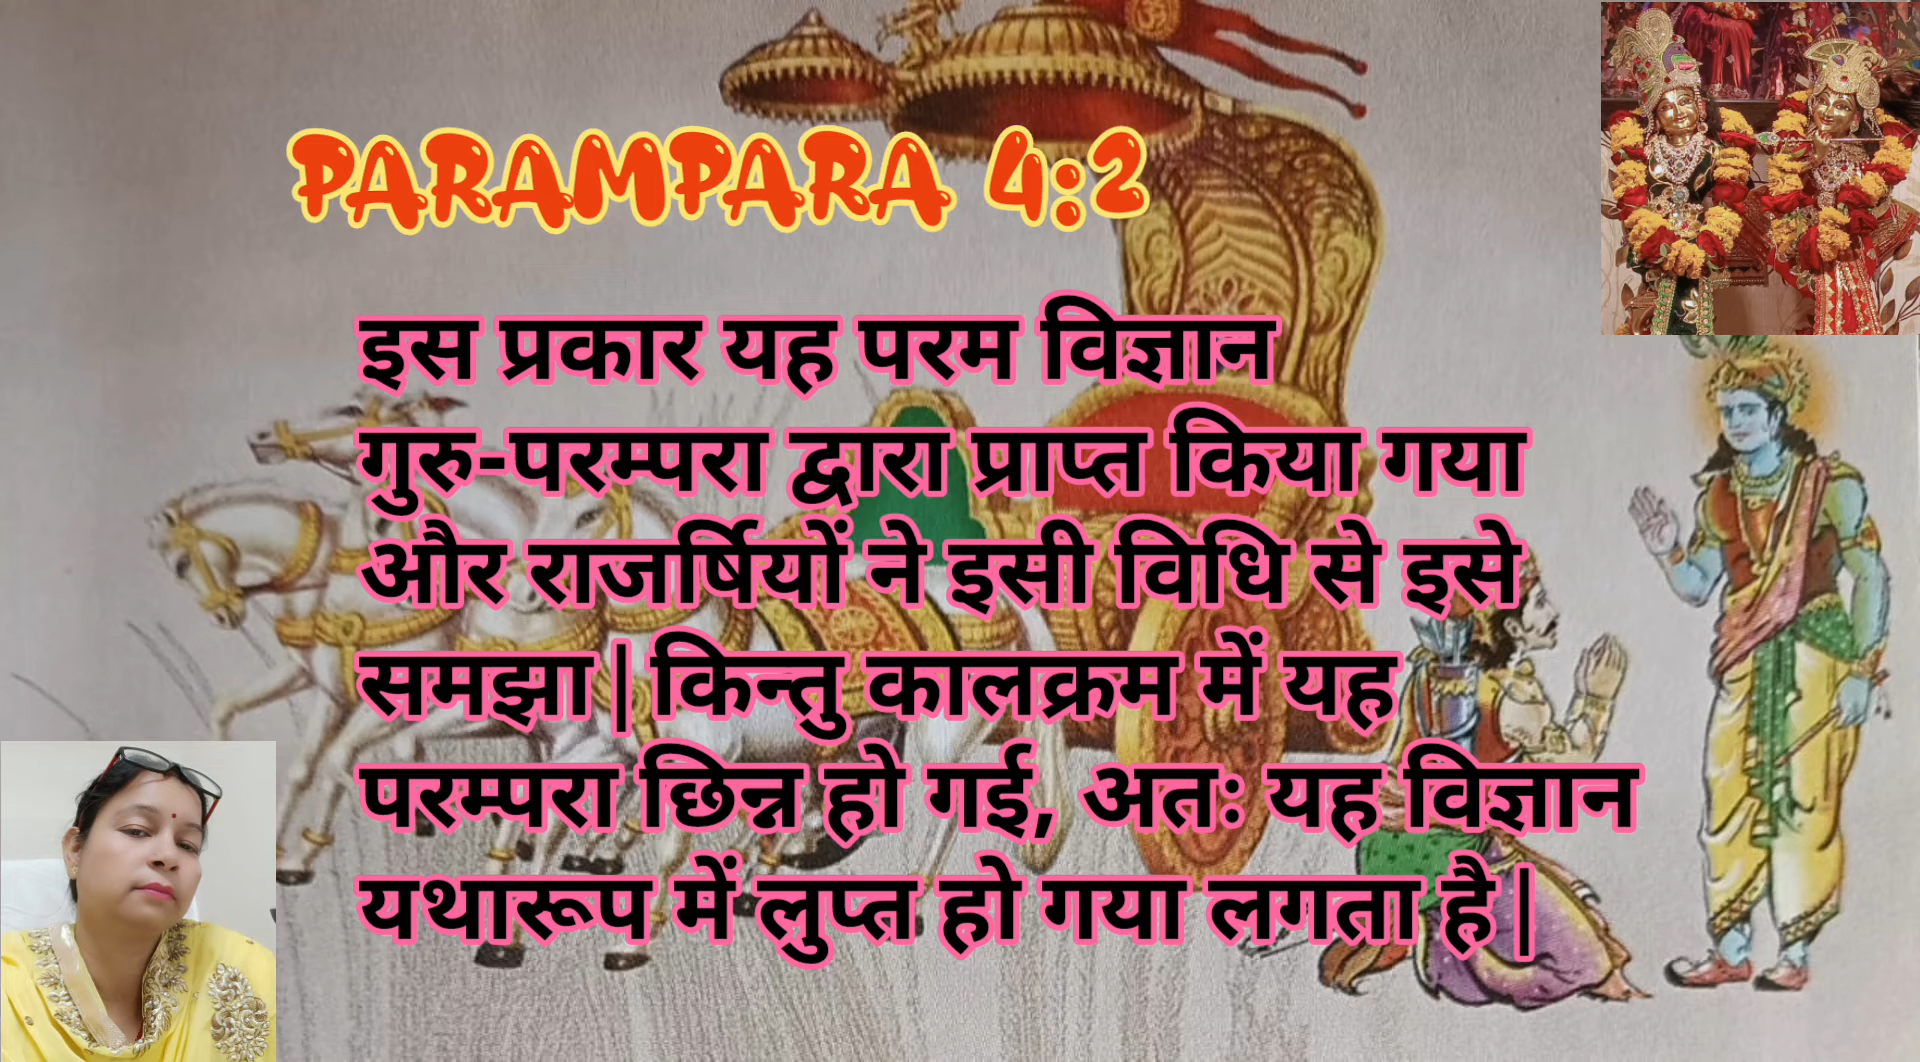 PARAMPARA 4:2
इस प्रकार यह परम विज्ञान
गुरु-परम्परा द्वारा प्राप्त किया गया
और राजर्षियों ने इसी विधि से इसे
समझा | किन्तु कालक्रम में यह
परम्परा छिन्न हो गई, अतः यह विज्ञान
यथारूप में लुप्त हो गया लगता है |